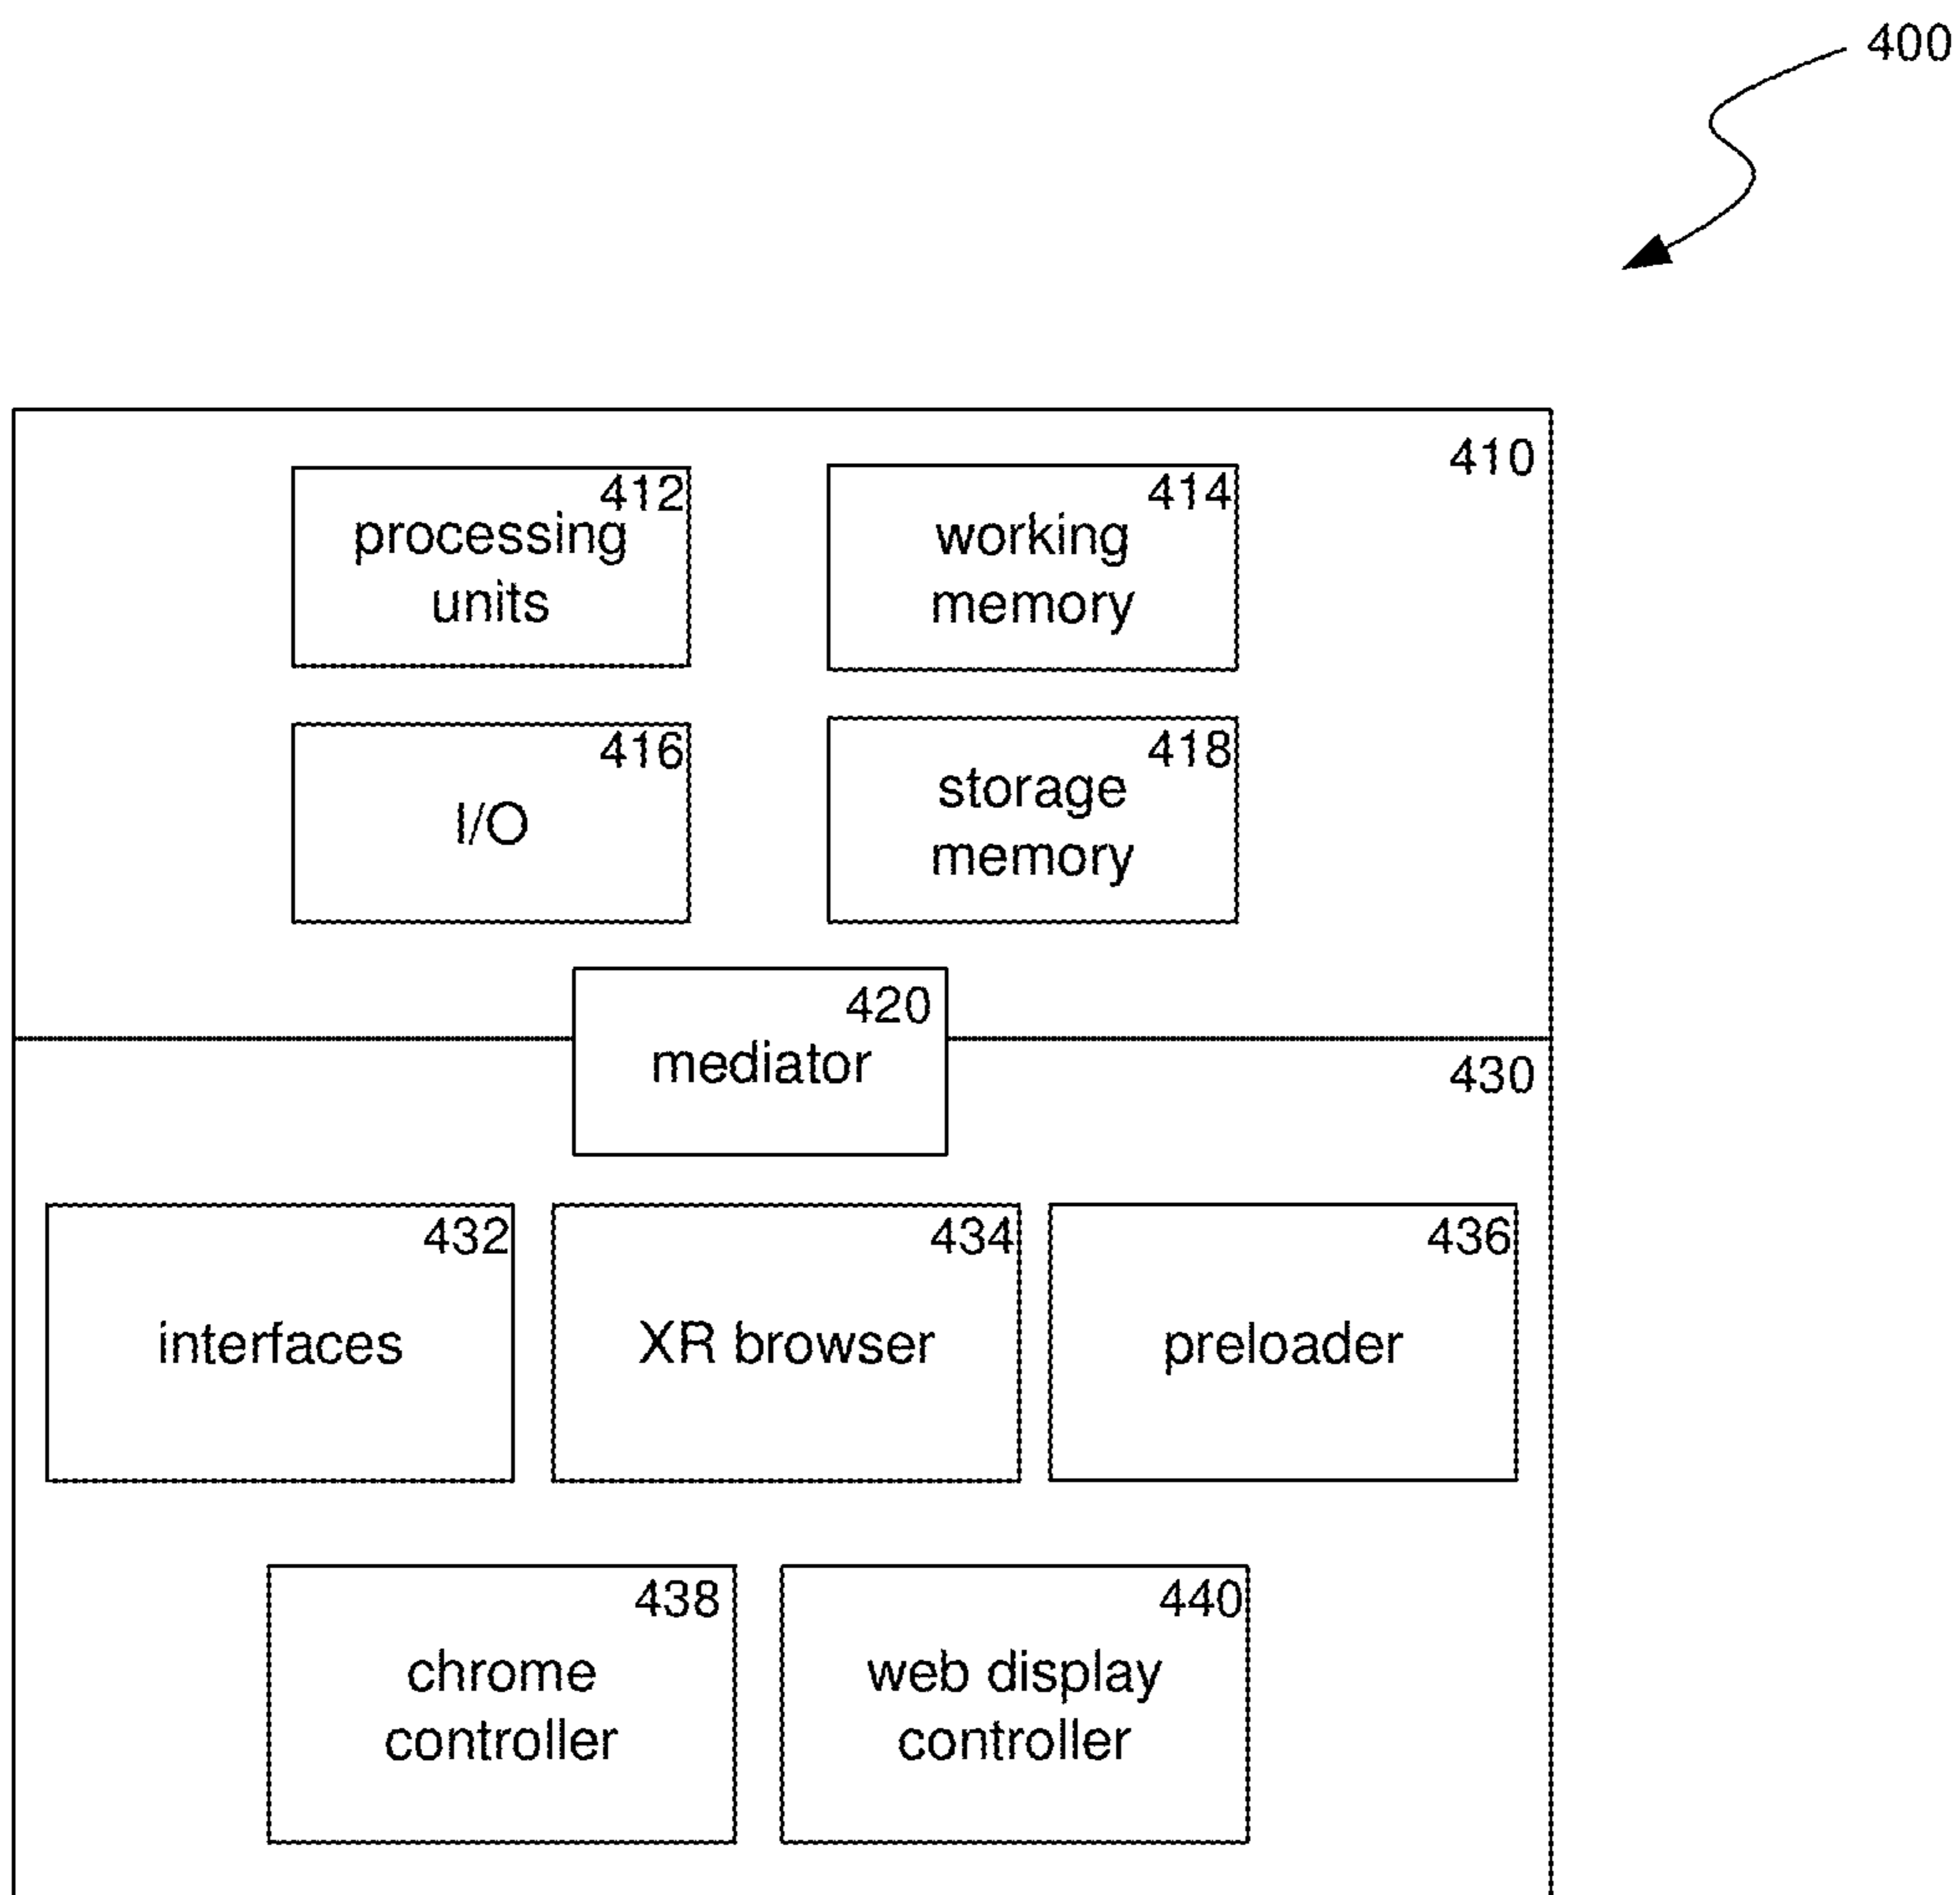 400
410
412
processing
units
414
working
memory
416
I/O
418
storage
memory
420
mediator
430
432
interfaces
434
XR browser
436
preloader
438
chrome
controller
440
web display
controller